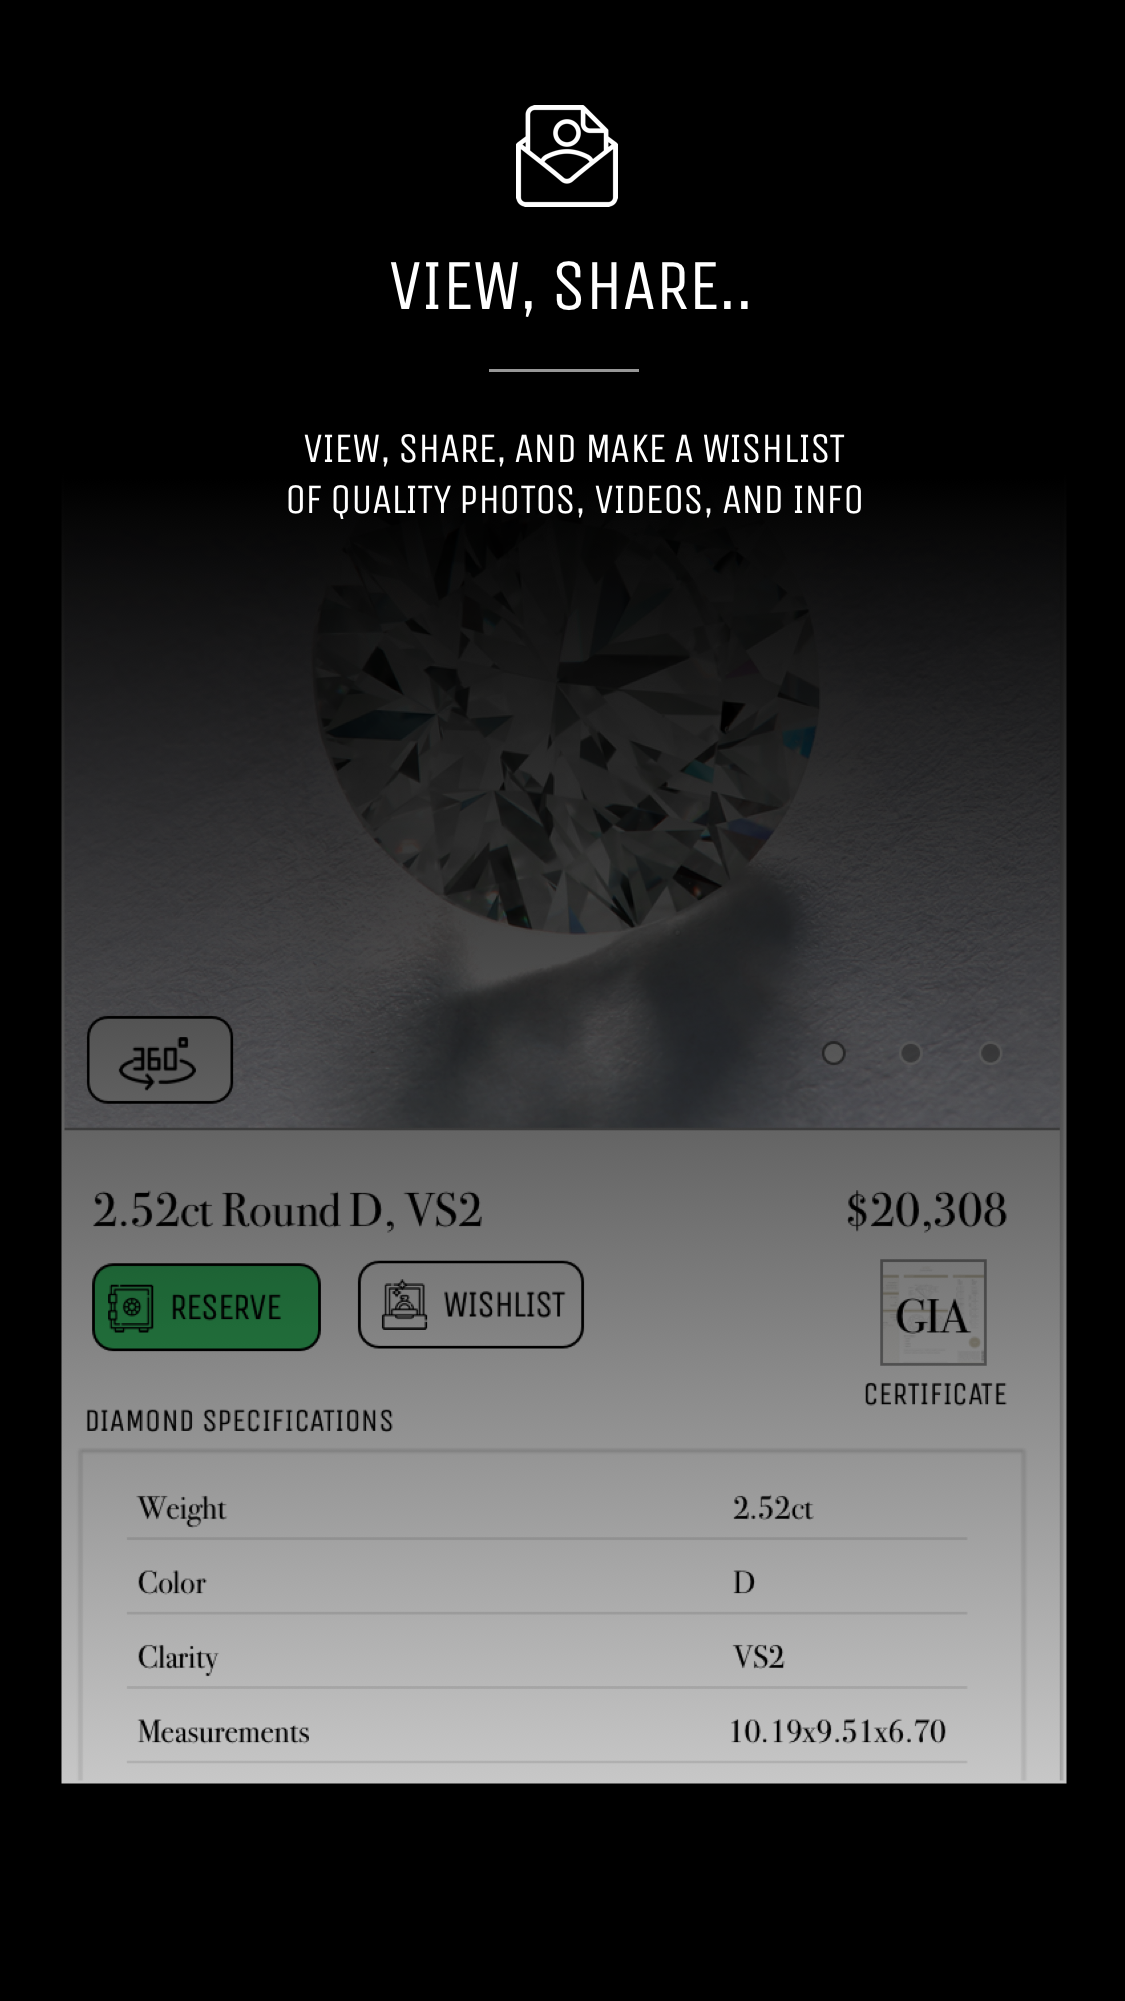 VIEW, SHARE..
VIEW, SHARE, AND MAKE A WISHLIST
OF QUALITY PHOTOS, VIDEOS, AND INFO
360°
2.52ct Round D, VS2
$20,308
RESERVE
WISHLIST
GIA
CERTIFICATE
DIAMOND SPECIFICATIONS
Weight 2.52ct
Color D
Clarity VS2
Measurements 10.19x9.51x6.70